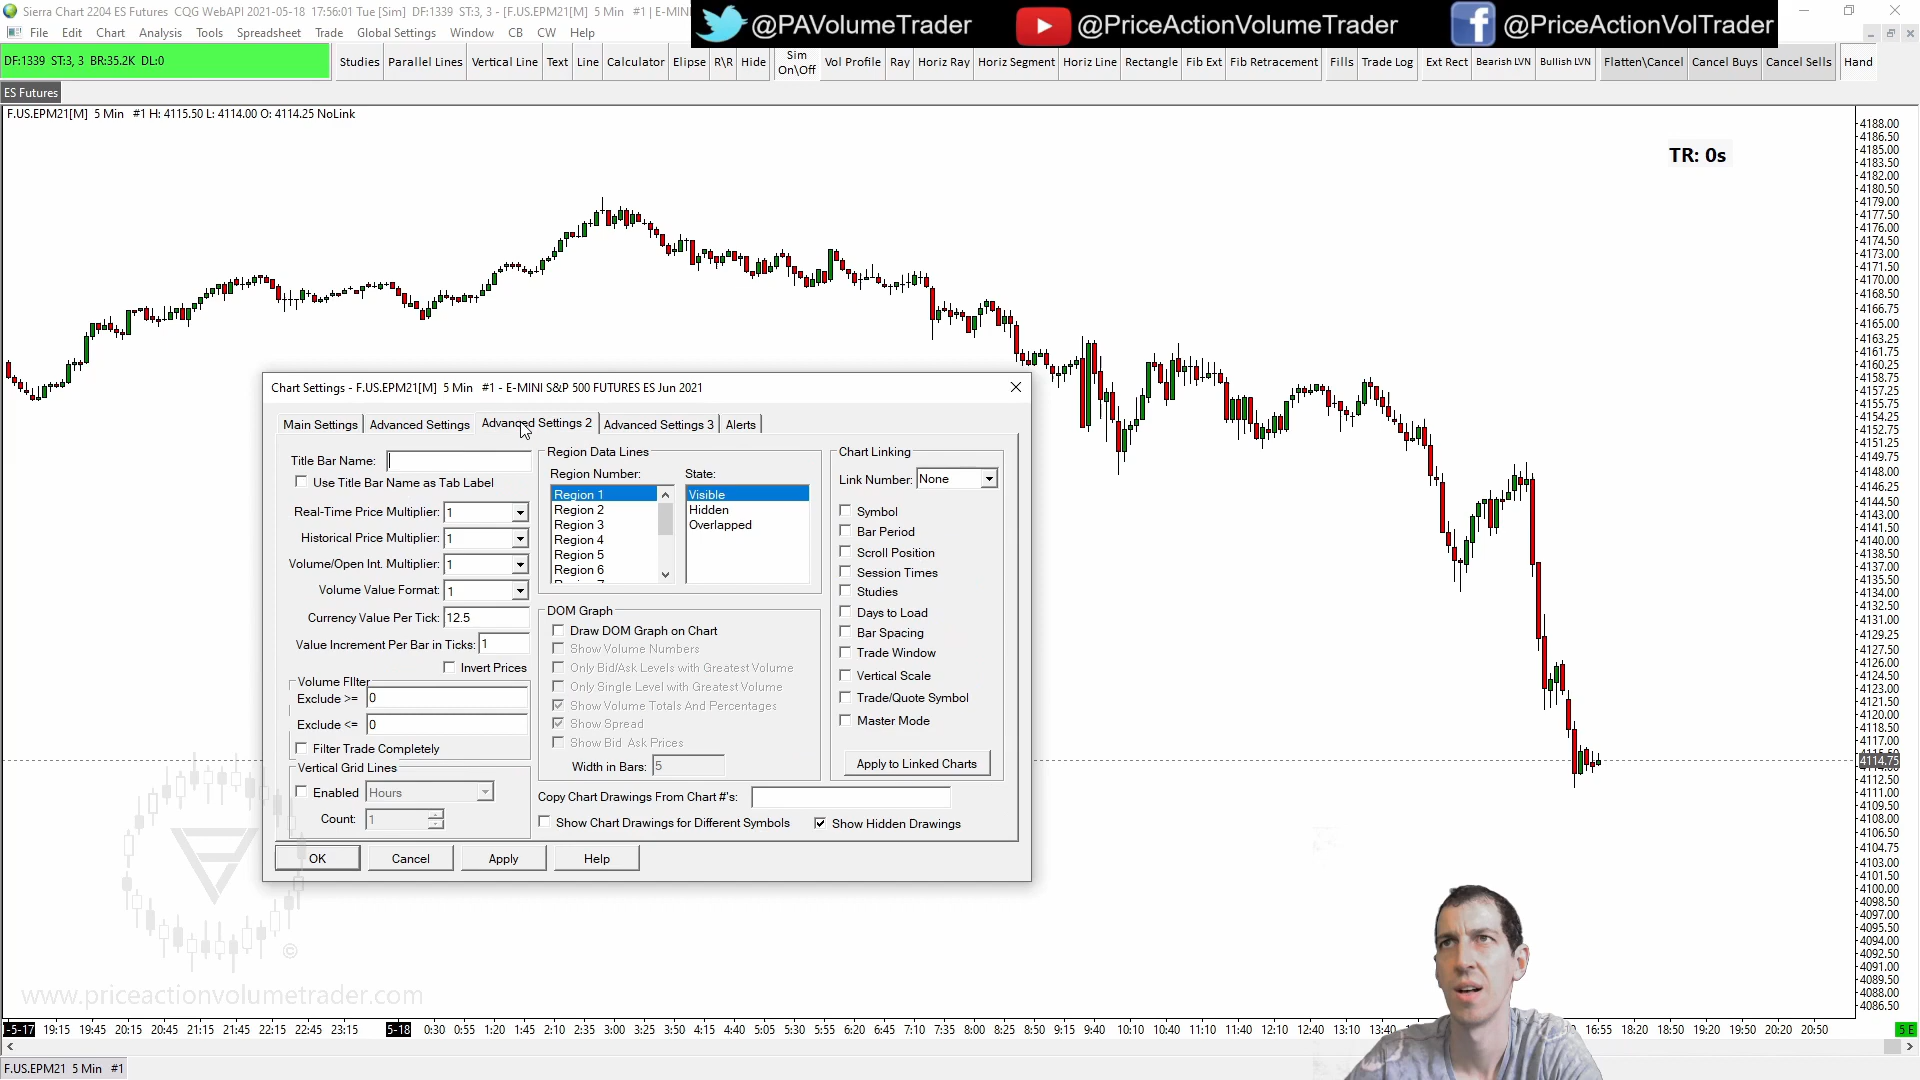 Sierra Chart 2204 ES Futures CQG WebAPI 2021-05-18 17:56:01 Tue [Sim] DF:1339 ST:3, 3 - [F.US.EPM21[M] 5 Min #1 | E-MINI
@PAVolumeTrader @PriceActionVolumeTrader @PriceActionVolTrader
File Edit Chart Analysis Tools Spreadsheet Trade Global Settings Window CB CW Help
DF:1339 ST:3, 3 BR:35.2K DL:0
Studies Parallel Lines Vertical Line Text Line Calculator Elipse R\R Hide Sim On\Off Vol Profile Ray Horiz Ray Horiz Segment Horiz Line Rectangle Fib Ext Fib Retracement Fills Trade Log Ext Rect Bearish LVN Bullish LVN Flatten\Cancel Cancel Buys Cancel Sells Hand
ES Futures
F.US.EPM21[M] 5 Min #1 H: 4115.50 L: 4114.00 O: 4114.25 NoLink
TR: 0s
4188.00
4186.50
4185.00
4183.50
4182.00
4180.50
4179.00
4177.50
4176.00
4174.50
4173.00
4171.50
4170.00
4168.50
4166.75
4165.00
4163.25
4161.75
4160.25
4158.75
4157.25
4155.75
4154.25
4152.75
4151.25
4149.75
4148.00
4146.25
4144.50
4143.00
4141.50
4140.00
4138.50
4137.00
4135.50
4134.00
4132.50
4131.00
4129.25
4127.50
4126.00
4124.50
4123.00
4121.50
4120.00
4118.50
4117.00
4114.75
4112.50
4111.00
4109.50
4108.00
4106.50
4104.75
4103.00
4101.50
4100.00
4098.50
4097.00
4095.50
4094.00
4092.50
4091.00
4089.50
4088.00
4086.50
Chart Settings - F.US.EPM21[M] 5 Min #1 - E-MINI S&P 500 FUTURES ES Jun 2021
Main Settings Advanced Settings Advanced Settings 2 Advanced Settings 3 Alerts
Title Bar Name:
Use Title Bar Name as Tab Label
Real-Time Price Multiplier: 1
Historical Price Multiplier: 1
Volume/Open Int. Multiplier: 1
Volume Value Format: 1
Currency Value Per Tick: 12.5
Value Increment Per Bar in Ticks: 1
Invert Prices
Volume FIlter
Exclude >= 0
Exclude <= 0
Filter Trade Completely
Vertical Grid Lines
Enabled Hours
Count: 1
Region Data Lines
Region Number: State:
Region 1 Visible
Region 2 Hidden
Region 3 Overlapped
Region 4
Region 5
Region 6
DOM Graph
Draw DOM Graph on Chart
Show Volume Numbers
Only Bid/Ask Levels with Greatest Volume
Only Single Level with Greatest Volume
Show Volume Totals And Percentages
Show Spread
Show Bid Ask Prices
Width in Bars: 5
Chart Linking
Link Number: None
Symbol
Bar Period
Scroll Position
Session Times
Studies
Days to Load
Bar Spacing
Trade Window
Vertical Scale
Trade/Quote Symbol
Master Mode
Apply to Linked Charts
Copy Chart Drawings From Chart #'s:
Show Chart Drawings for Different Symbols Show Hidden Drawings
OK Cancel Apply Help
©
www.priceactionvolumetrader.com
-5-17 19:15 19:45 20:15 20:45 21:15 21:45 22:15 22:45 23:15 5-18 0:30 0:55 1:20 1:45 2:10 2:35 3:00 3:25 3:50 4:15 4:40 5:05 5:30 5:55 6:20 6:45 7:10 7:35 8:00 8:25 8:50 9:15 9:40 10:10 10:40 11:10 11:40 12:10 12:40 13:10 13:40 16:55 18:20 18:50 19:20 19:50 20:20 20:50 5 E
F.US.EPM21 5 Min #1